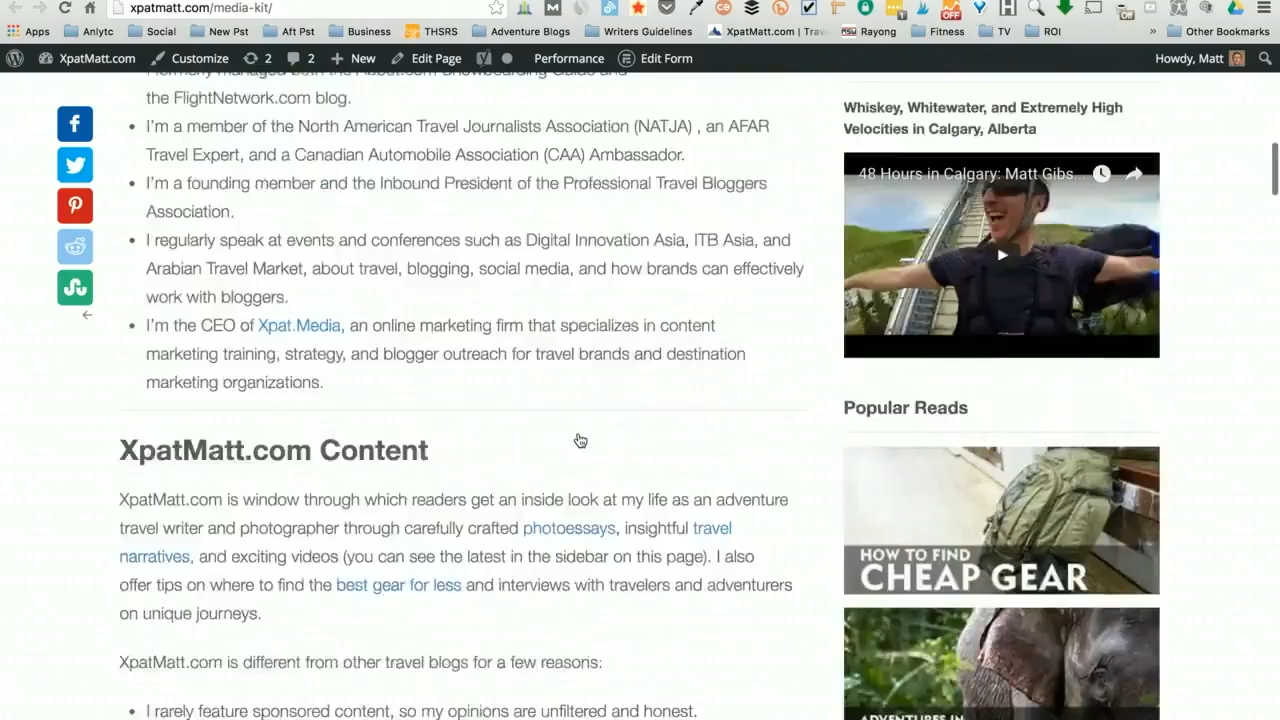 xpatmatt.com/media-kit/
Apps Anlytc Social New Pst Aft Pst Business THSRS Adventure Blogs Writers Guidelines XpatMatt.com | Trav Rayong Fitness TV ROI » Other Bookmarks
XpatMatt.com Customize 2 2 New Edit Page Performance Edit Form Howdy, Matt
the FlightNetwork.com blog.
I'm a member of the North American Travel Journalists Association (NATJA) , an AFAR
Travel Expert, and a Canadian Automobile Association (CAA) Ambassador.
I'm a founding member and the Inbound President of the Professional Travel Bloggers
Association.
I regularly speak at events and conferences such as Digital Innovation Asia, ITB Asia, and
Arabian Travel Market, about travel, blogging, social media, and how brands can effectively
work with bloggers.
I'm the CEO of Xpat.Media, an online marketing firm that specializes in content
marketing training, strategy, and blogger outreach for travel brands and destination
marketing organizations.
XpatMatt.com Content
XpatMatt.com is window through which readers get an inside look at my life as an adventure
travel writer and photographer through carefully crafted photoessays, insightful travel
narratives, and exciting videos (you can see the latest in the sidebar on this page). I also
offer tips on where to find the best gear for less and interviews with travelers and adventurers
on unique journeys.
XpatMatt.com is different from other travel blogs for a few reasons:
I rarely feature sponsored content, so my opinions are unfiltered and honest.
Whiskey, Whitewater, and Extremely High
Velocities in Calgary, Alberta
48 Hours in Calgary: Matt Gibs...
Popular Reads
HOW TO FIND
CHEAP GEAR
ADVENTURES IN